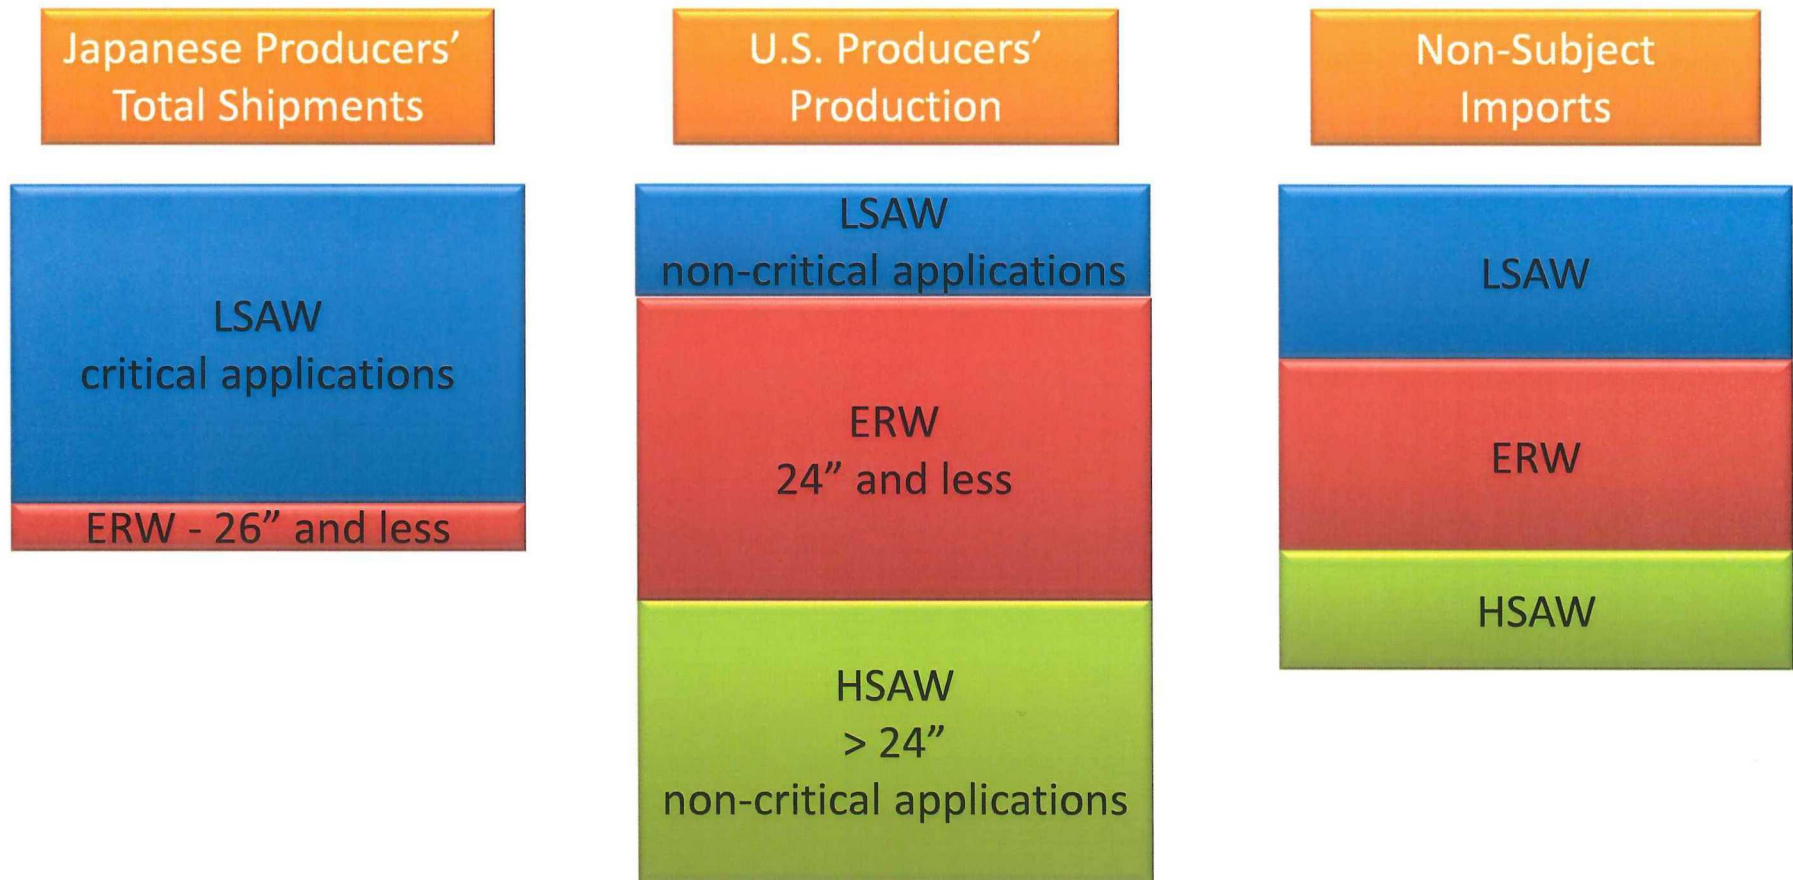 Japanese Producers’
Total Shipments
LSAW
critical applications
ERW - 26” and less
U.S. Producers’
Production
LSAW
non-critical applications
ERW
24” and less
HSAW
> 24”
non-critical applications
Non-Subject
Imports
LSAW
ERW
HSAW